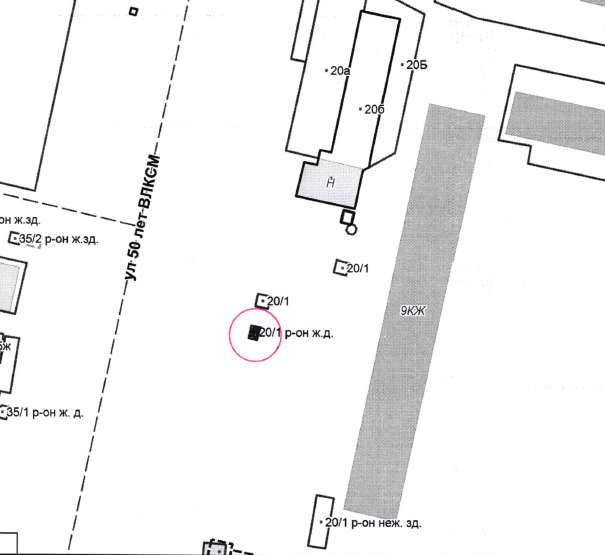 20а
20Б
20б
Н
ул 50 лет ВЛКСМ
он ж.зд.
35/2 р-он ж.зд.
20/1
20/1
9КЖ
20/1 р-он ж.д.
35/1 р-он ж. д.
20/1 р-он неж. зд.